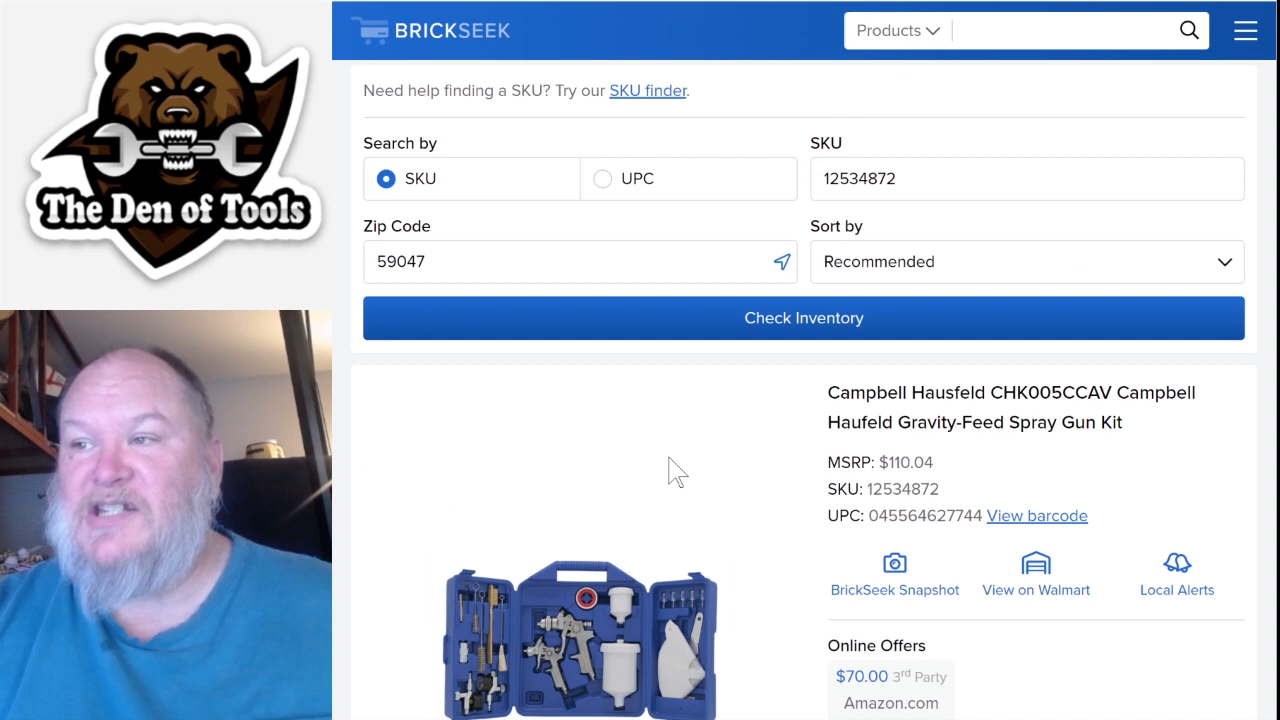 The Den of Tools
BRICKSEEK
Products
Need help finding a SKU? Try our SKU finder.
Search by
SKU
UPC
SKU
12534872
Zip Code
59047
Sort by
Recommended
Check Inventory
Campbell Hausfeld CHK005CCAV Campbell
Haufeld Gravity-Feed Spray Gun Kit
MSRP: $110.04
SKU: 12534872
UPC: 045564627744 View barcode
BrickSeek Snapshot
View on Walmart
Local Alerts
Online Offers
$70.00 3rd Party
Amazon.com